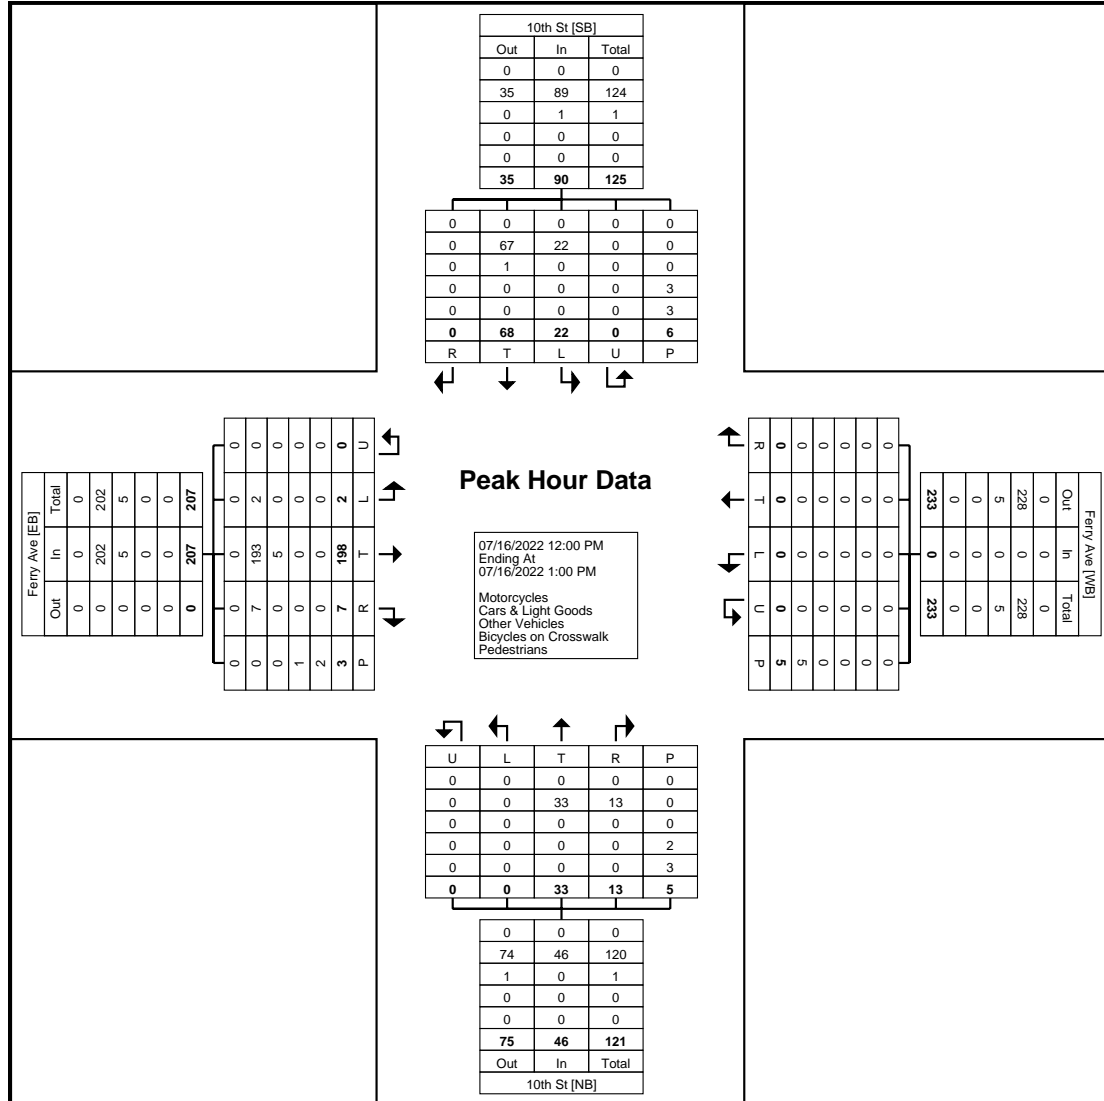 10th St [SB]
Out In Total
0 0 0
35 89 124
0 1 1
0 0 0
0 0 0
35 90 125
0 0 0 0 0
0 67 22 0 0
0 1 0 0 0
0 0 0 0 3
0 0 0 0 3
0 68 22 0 6
R T L U P
Ferry Ave [EB]
Total In Out
0 0 0
202 202 0
5 5 0
0 0 0
0 0 0
207 207 0
0 0 0 0 0
0 2 193 7 0
0 0 5 0 0
0 0 0 0 1
0 0 0 0 2
0 2 198 7 3
U L T R P
Peak Hour Data
07/16/2022 12:00 PM
Ending At
07/16/2022 1:00 PM
Motorcycles
Cars & Light Goods
Other Vehicles
Bicycles on Crosswalk
Pedestrians
R T L U P
0 0 0 0 5
0 0 0 0 5
0 0 0 0 0
0 0 0 0 0
0 0 0 0 0
0 0 0 0 0
233 0 233
0 0 0
0 0 0
5 0 5
228 0 228
0 0 0
Out In Total
Ferry Ave [WB]
U L T R P
0 0 0 0 0
0 0 33 13 0
0 0 0 0 0
0 0 0 0 2
0 0 0 0 3
0 0 33 13 5
0 0 0
74 46 120
1 0 1
0 0 0
0 0 0
75 46 121
Out In Total
10th St [NB]